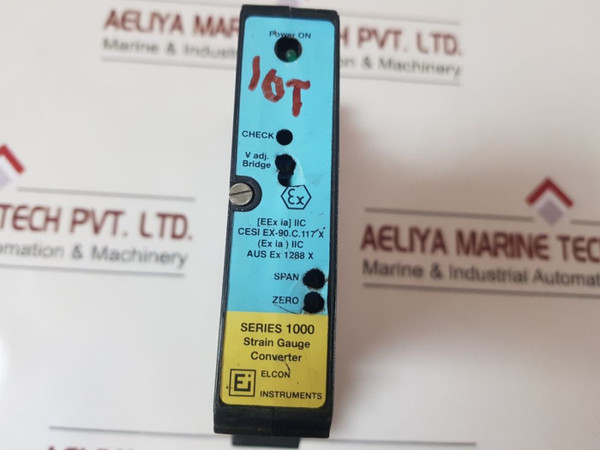 AELIYA MARINE TECH PVT. LTD.
Marine & Industrial Automation & Machinery
Power ON
10T
CHECK
V adj.
Bridge
Ex
[EEx ia] IIC
CESI EX-90.C.117 X
(Ex ia ) IIC
AUS Ex 1288 X
SPAN
ZERO
SERIES 1000
Strain Gauge
Converter
Ei ELCON
INSTRUMENTS
TECH PVT. LTD.
Automation & Machinery
AELIYA MARINE TECH
Marine & Industrial Automat